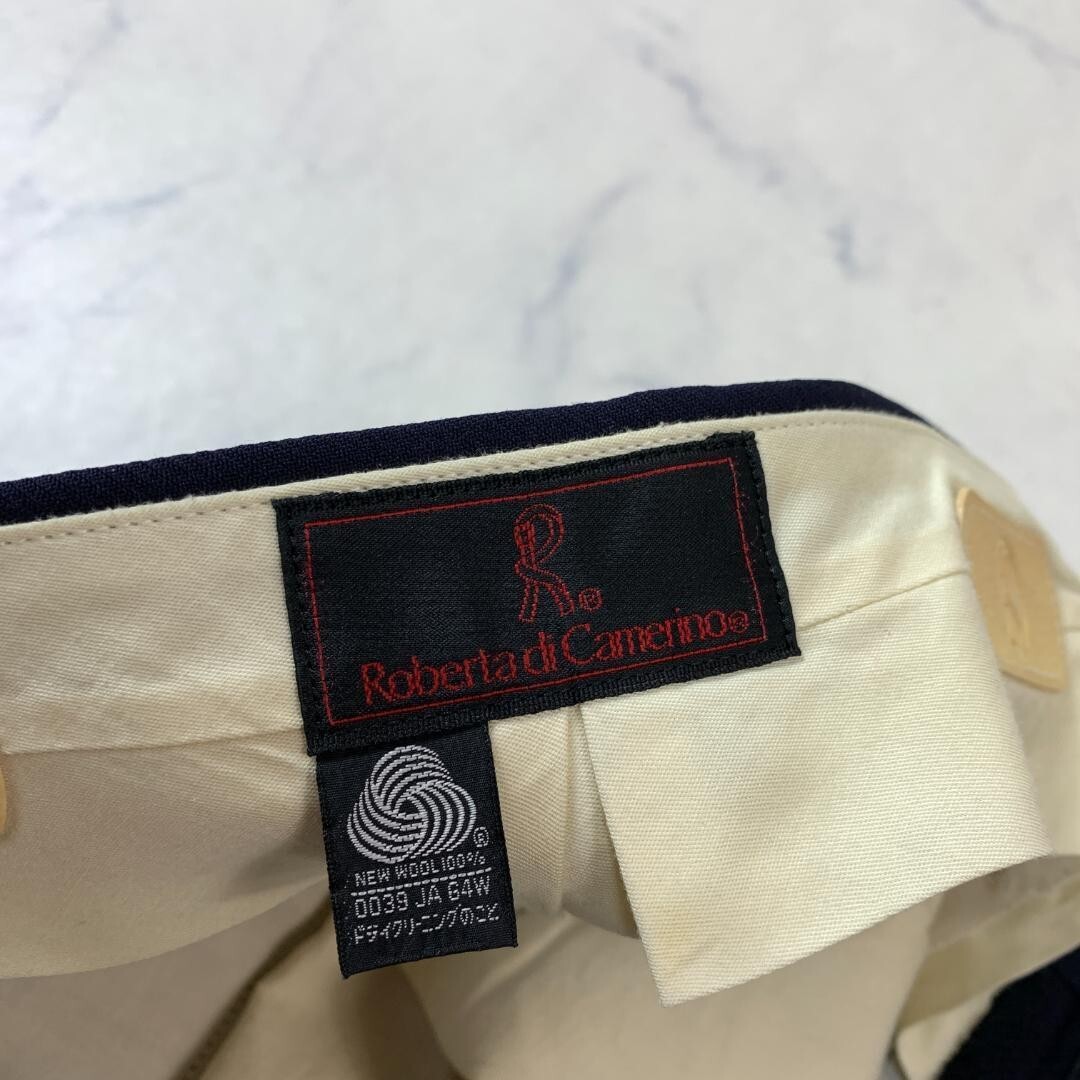 R®
Roberta di Camerino®
®
NEW WOOL 100%
0039 JA 64W
ドライクリーニングのこと